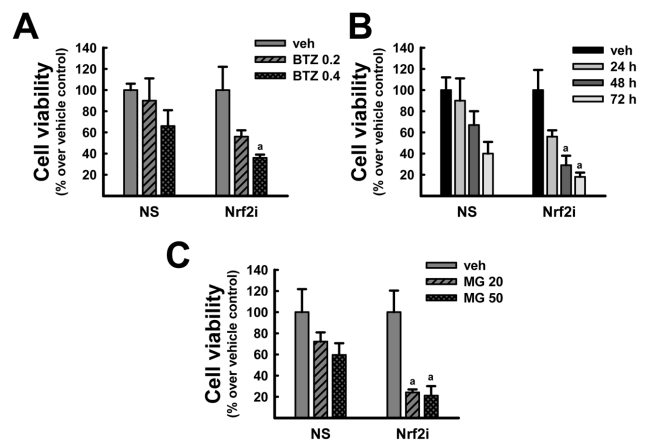 A
Cell viability
(% over vehicle control)
140
120
100
80
60
40
20
veh
BTZ 0.2
BTZ 0.4
a
NS
Nrf2i
B
Cell viability
(% over vehicle control)
140
120
100
80
60
40
20
veh
24 h
48 h
72 h
a
a
NS
Nrf2i
C
Cell viability
(% over vehicle control)
140
120
100
80
60
40
20
veh
MG 20
MG 50
a
a
NS
Nrf2i